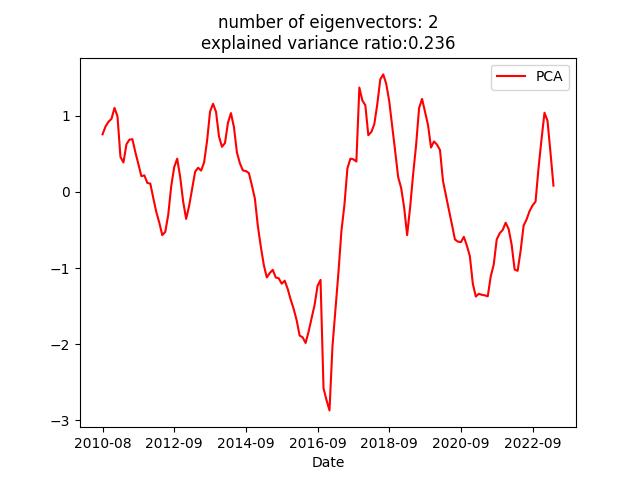 number of eigenvectors: 2
explained variance ratio:0.236
PCA
1
0
−1
−2
−3
2010-08 2012-09 2014-09 2016-09 2018-09 2020-09 2022-09
Date